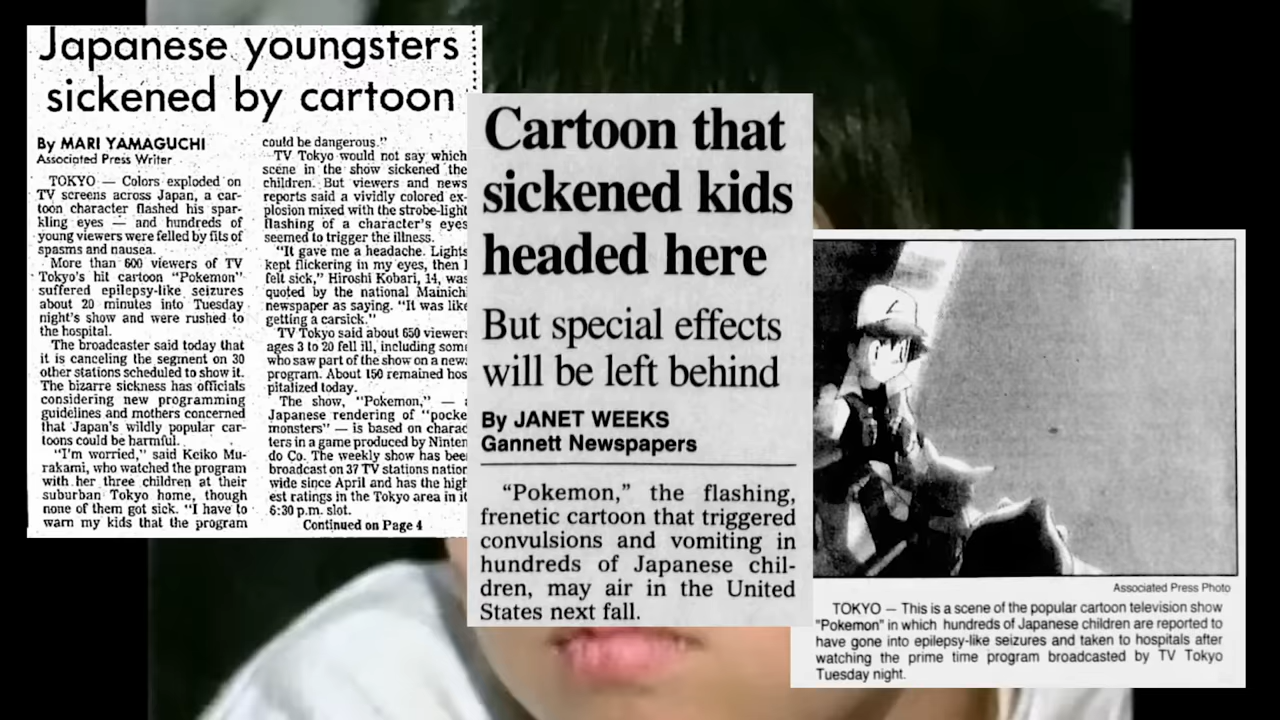 Japanese youngsters
sickened by cartoon
By MARI YAMAGUCHI
Associated Press Writer
TOKYO — Colors exploded on
TV screens across Japan, a car-
toon character flashed his spar-
kling eyes — and hundreds of
young viewers were felled by fits of
spasms and nausea.
More than 600 viewers of TV
Tokyo's hit cartoon "Pokemon"
suffered epilepsy-like seizures
about 20 minutes into Tuesday
night's show and were rushed to
the hospital.
The broadcaster said today that
it is canceling the segment on 30
other stations scheduled to show it.
The bizarre sickness has officials
considering new programming
guidelines and mothers concerned
that Japan's wildly popular car-
toons could be harmful.
"I'm worried," said Keiko Mu-
rakami, who watched the program
with her three children at their
suburban Tokyo home, though
none of them got sick. "I have to
warn my kids that the program
could be dangerous."
TV Tokyo would not say which
scene in the show sickened the
children. But viewers and news
reports said a vividly colored ex-
plosion mixed with the strobe-light
flashing of a character's eyes
seemed to trigger the illness.
"It gave me a headache. Lights
kept flickering in my eyes, then I
felt sick," Hiroshi Kobari, 14, was
quoted by the national Mainich
newspaper as saying. "It was like
getting a carsick."
TV Tokyo said about 650 viewers
ages 3 to 20 fell ill, including some
who saw part of the show on a news
program. About 150 remained hos
pitalized today.
The show, "Pokemon," — a
Japanese rendering of "pocke
monsters" — is based on charac
ters in a game produced by Ninten
do Co. The weekly show has bee
broadcast on 37 TV stations nation
wide since April and has the high
est ratings in the Tokyo area in it
6:30 p.m. slot.
Continued on Page 4
Cartoon that
sickened kids
headed here
But special effects
will be left behind
By JANET WEEKS
Gannett Newspapers
"Pokemon," the flashing,
frenetic cartoon that triggered
convulsions and vomiting in
hundreds of Japanese chil-
dren, may air in the United
States next fall.
Associated Press Photo
TOKYO — This is a scene of the popular cartoon television show
"Pokemon" in which hundreds of Japanese children are reported to
have gone into epilepsy-like seizures and taken to hospitals after
watching the prime time program broadcasted by TV Tokyo
Tuesday night.